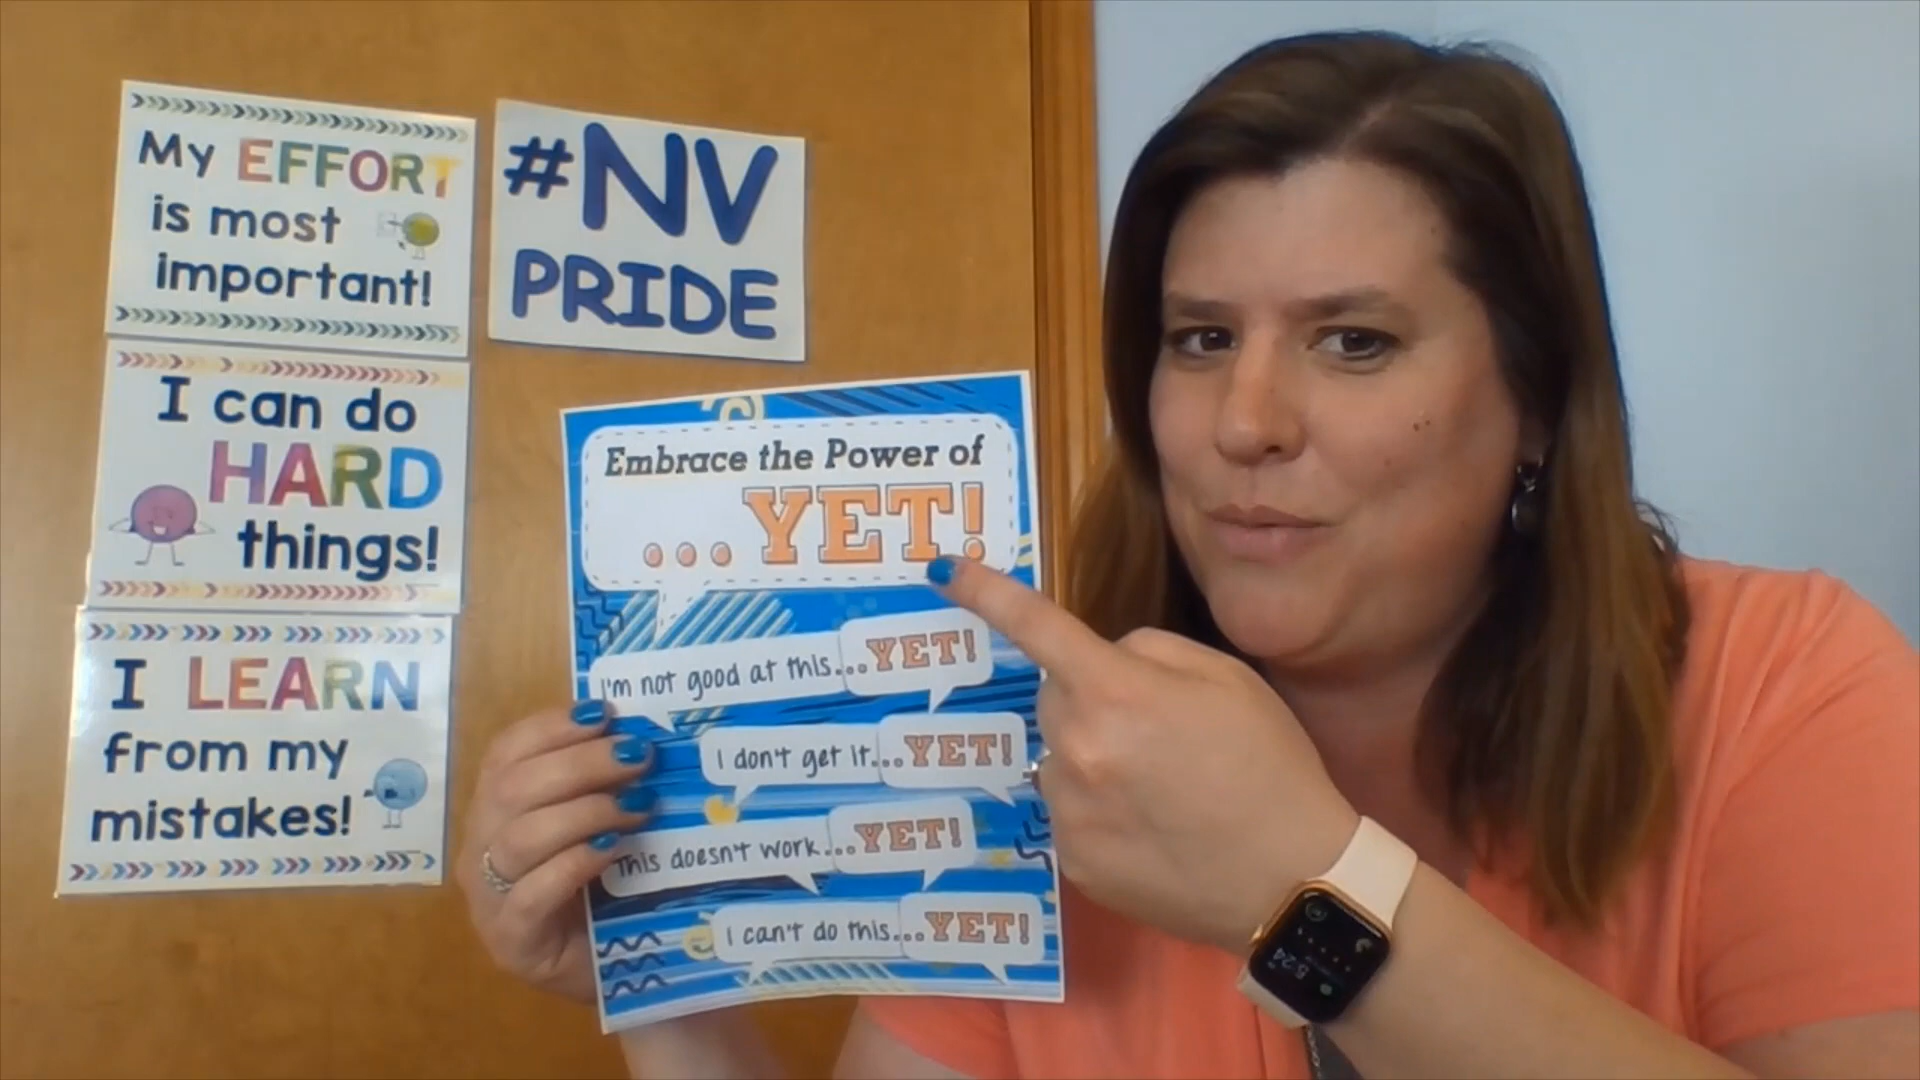 My EFFORT
is most
important!
I can do
HARD
things!
I LEARN
from my
mistakes!
#NV
PRIDE
Embrace the Power of
... YET!
I'm not good at this...YET!
I don't get it...YET!
This doesn't work...YET!
I can't do this...YET!